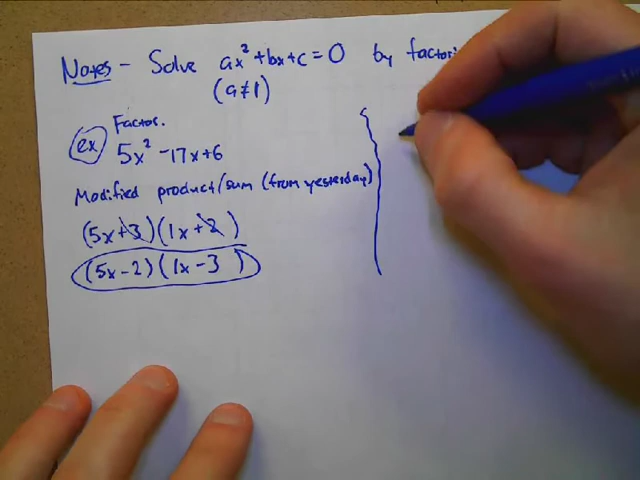 Notes - Solve ax² + bx + c = 0 by factori
(a ≠ 1)
ex Factor.
5x² - 17x + 6
Modified product/sum (from yesterday)
(5x + 3)(1x + 2)
(5x - 2)(1x - 3)